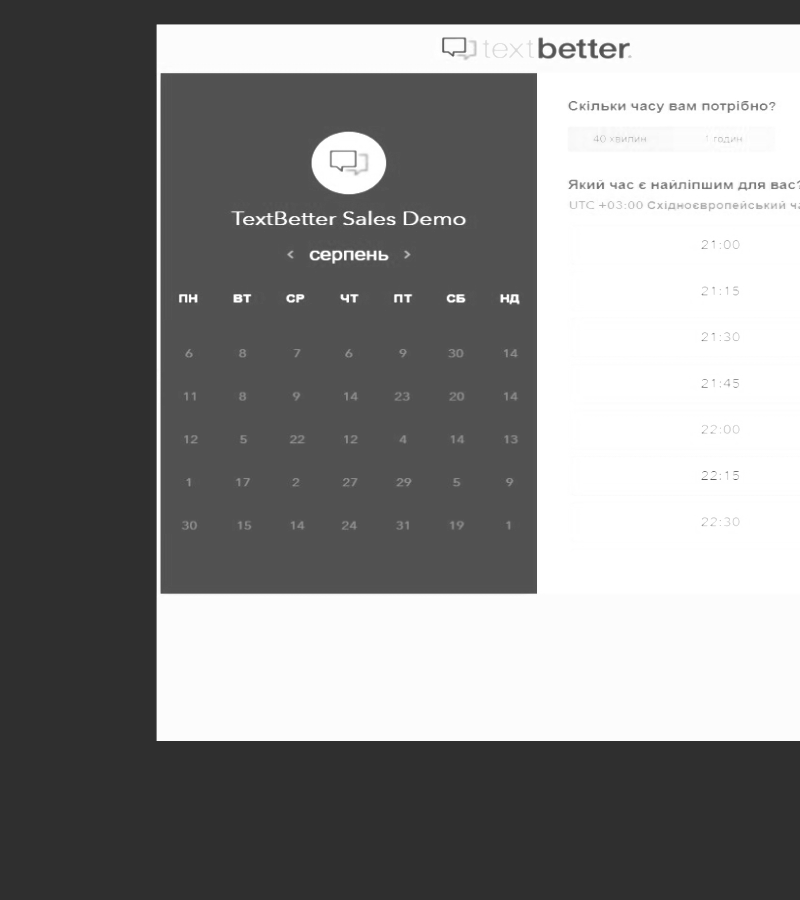 textbetter.
TextBetter Sales Demo
< серпень >
ПН ВТ СР ЧТ ПТ СБ НД
6 8 7 6 9 30 14
11 8 9 14 23 20 14
12 5 22 12 4 14 13
1 17 2 27 29 5 9
30 15 14 24 31 19 1
Скільки часу вам потрібно?
40 хвилин 1 годин
Який час є найліпшим для вас?
UTC +03:00 Східноєвропейський ча
21:00
21:15
21:30
21:45
22:00
22:15
22:30